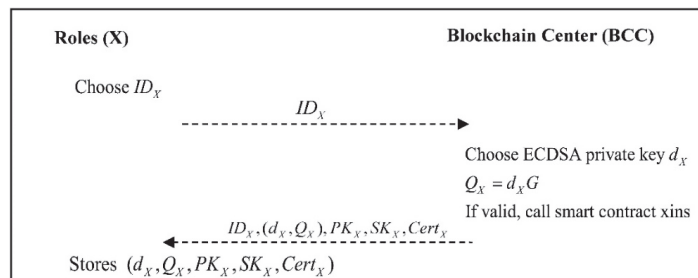 Roles (X) Blockchain Center (BCC)
Choose ID_X
ID_X
Choose ECDSA private key d_X
Q_X = d_X G
If valid, call smart contract xins
ID_X, (d_X, Q_X), PK_X, SK_X, Cert_X
Stores (d_X, Q_X, PK_X, SK_X, Cert_X)